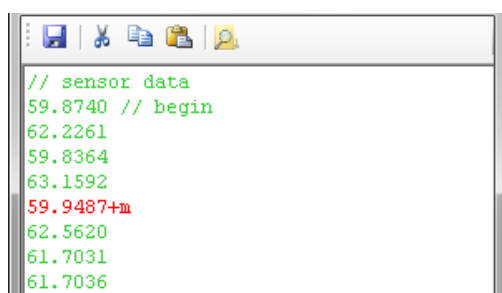 // sensor data
59.8740 // begin
62.2261
59.8364
63.1592
59.9487+m
62.5620
61.7031
61.7036